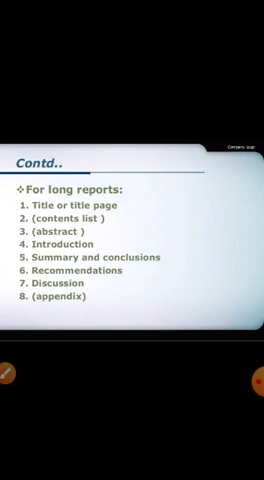 Company Logo
Contd..
❖For long reports:
1. Title or title page
2. (contents list )
3. (abstract )
4. Introduction
5. Summary and conclusions
6. Recommendations
7. Discussion
8. (appendix)